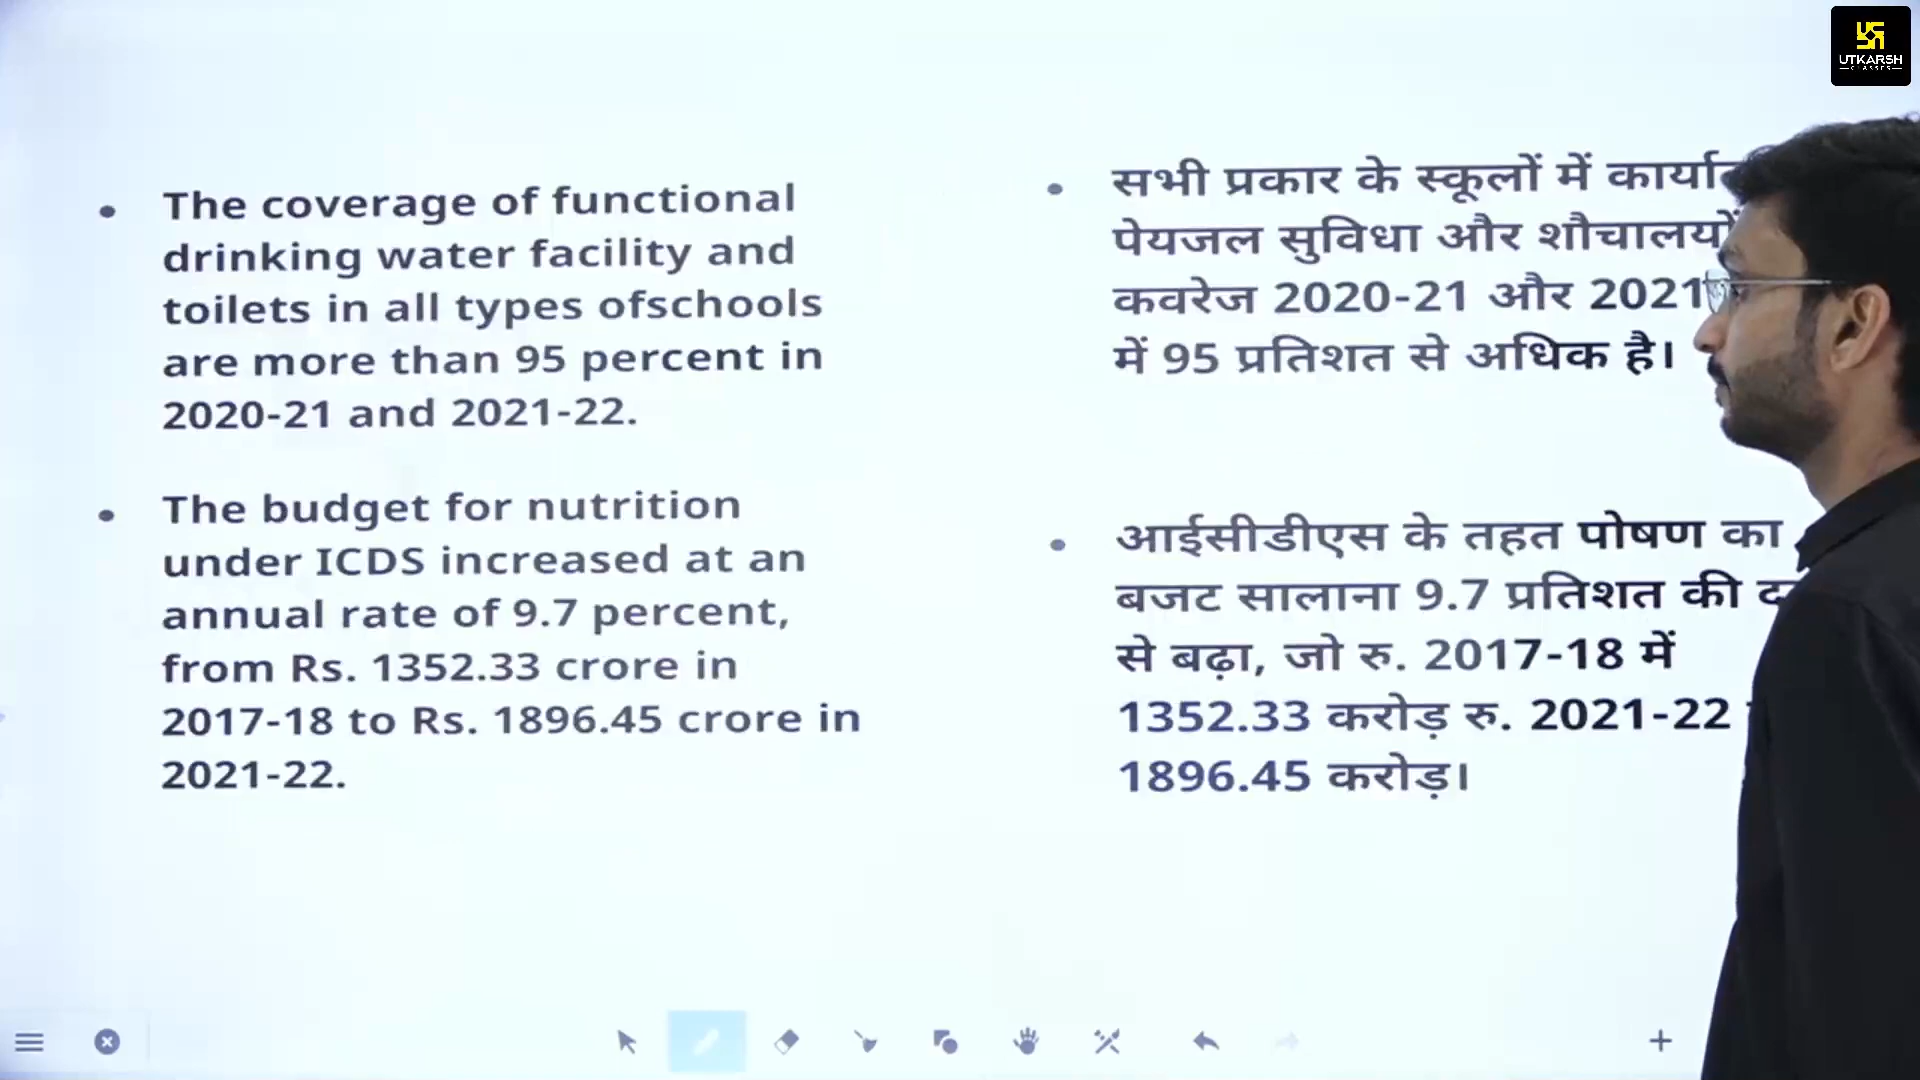 UTKARSH
CLASSES
The coverage of functional
drinking water facility and
toilets in all types ofschools
are more than 95 percent in
2020-21 and 2021-22.
The budget for nutrition
under ICDS increased at an
annual rate of 9.7 percent,
from Rs. 1352.33 crore in
2017-18 to Rs. 1896.45 crore in
2021-22.
सभी प्रकार के स्कूलों में
पेयजल सुविधा और शौचालयों
कवरेज 2020-21 और 2021
में 95 प्रतिशत से अधिक है।
आईसीडीएस के तहत पोषण का
बजट सालाना 9.7 प्रतिशत की
से बढ़ा, जो रु. 2017-18 में
1352.33 करोड़ रु. 2021-22
1896.45 करोड़।